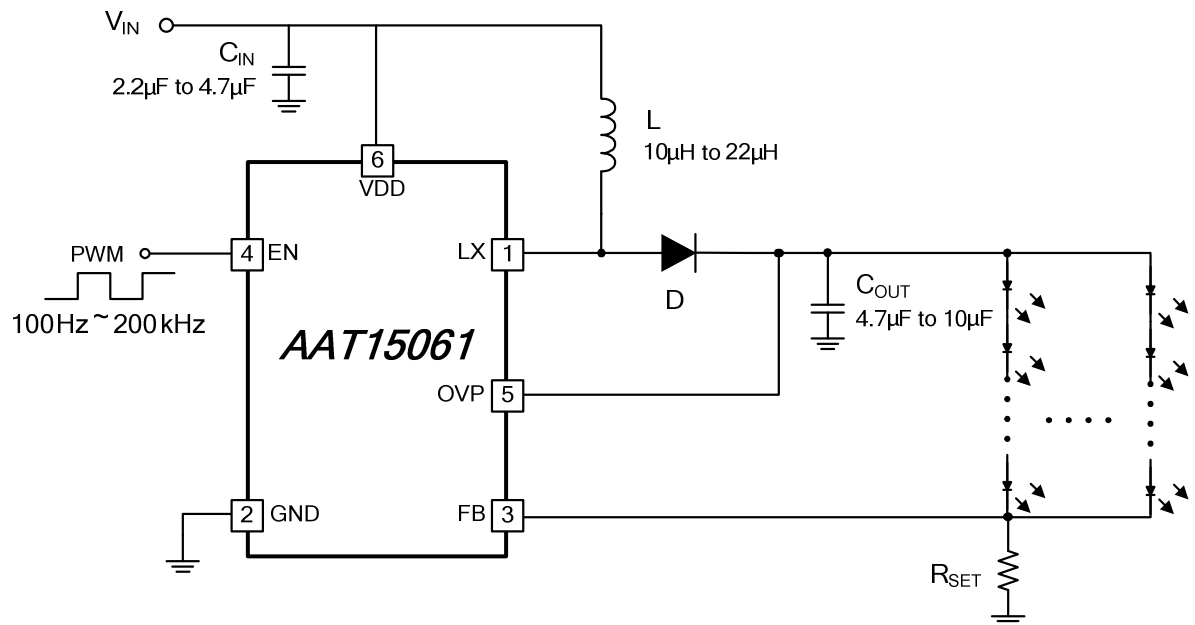 VIN
CIN
2.2µF to 4.7µF
L
10µH to 22µH
6
VDD
PWM
4
EN
LX
1
D
COUT
4.7µF to 10µF
100Hz ~ 200kHz
AAT15061
OVP
5
2
GND
FB
3
RSET